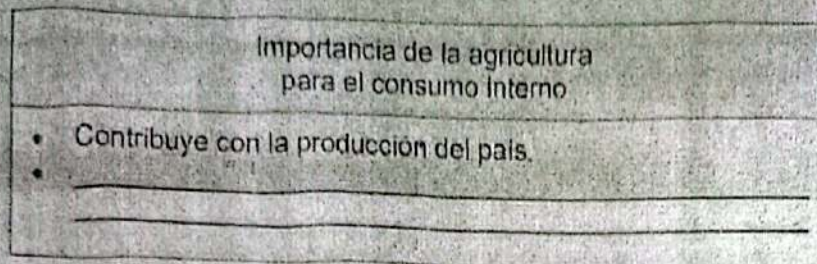 Importancia de la agricultura
para el consumo interno
• Contribuye con la producción del país.
•